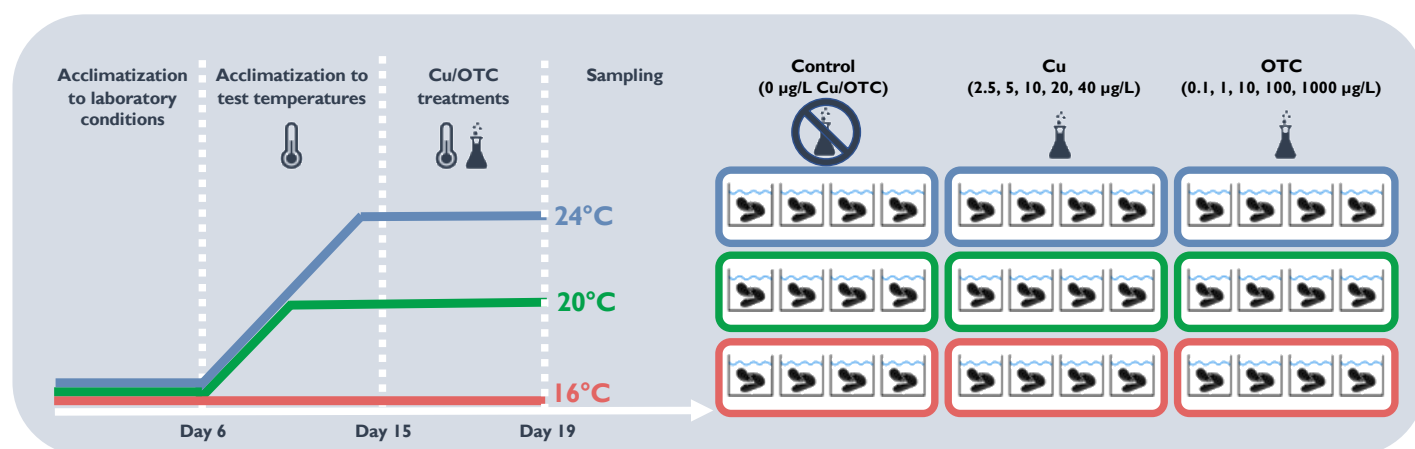 Acclimatization
to laboratory
conditions
Acclimatization to
test temperatures
Cu/OTC
treatments
Sampling
24°C
20°C
16°C
Day 6
Day 15
Day 19
Control
(0 µg/L Cu/OTC)
Cu
(2.5, 5, 10, 20, 40 µg/L)
OTC
(0.1, 1, 10, 100, 1000 µg/L)